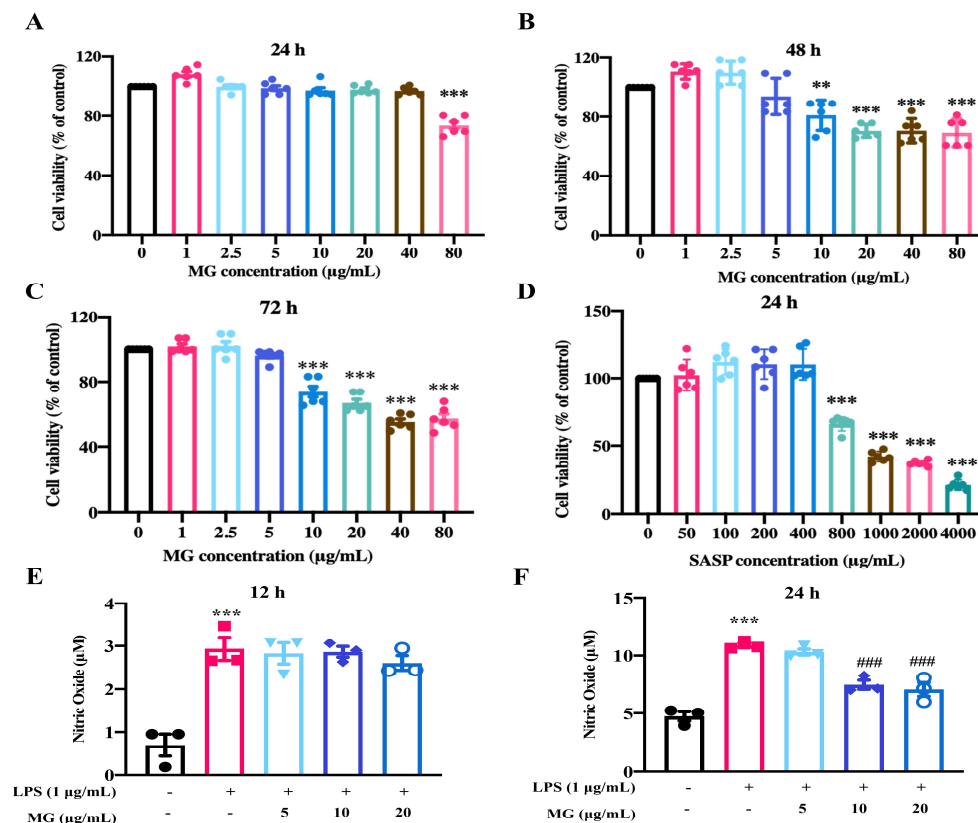 A
24 h
Cell viability (% of control)
120
80
40
0
***
0 1 2.5 5 10 20 40 80
MG concentration (µg/mL)
B
48 h
Cell viability (% of control)
120
80
40
0
** *** *** ***
0 1 2.5 5 10 20 40 80
MG concentration (µg/mL)
C
72 h
Cell viability (% of control)
120
80
40
0
*** *** *** ***
0 1 2.5 5 10 20 40 80
MG concentration (µg/mL)
D
24 h
Cell viability (% of control)
150
100
50
0
*** *** *** ***
0 50 100 200 400 800 1000 2000 4000
SASP concentration (µg/mL)
E
12 h
Nitric Oxide (µM)
4
3
2
1
0
***
LPS (1 µg/mL) - + + + +
MG (µg/mL) - - 5 10 20
F
24 h
Nitric Oxide (µM)
15
10
5
0
*** ### ###
LPS (1 µg/mL) - + + + +
MG (µg/mL) - - 5 10 20